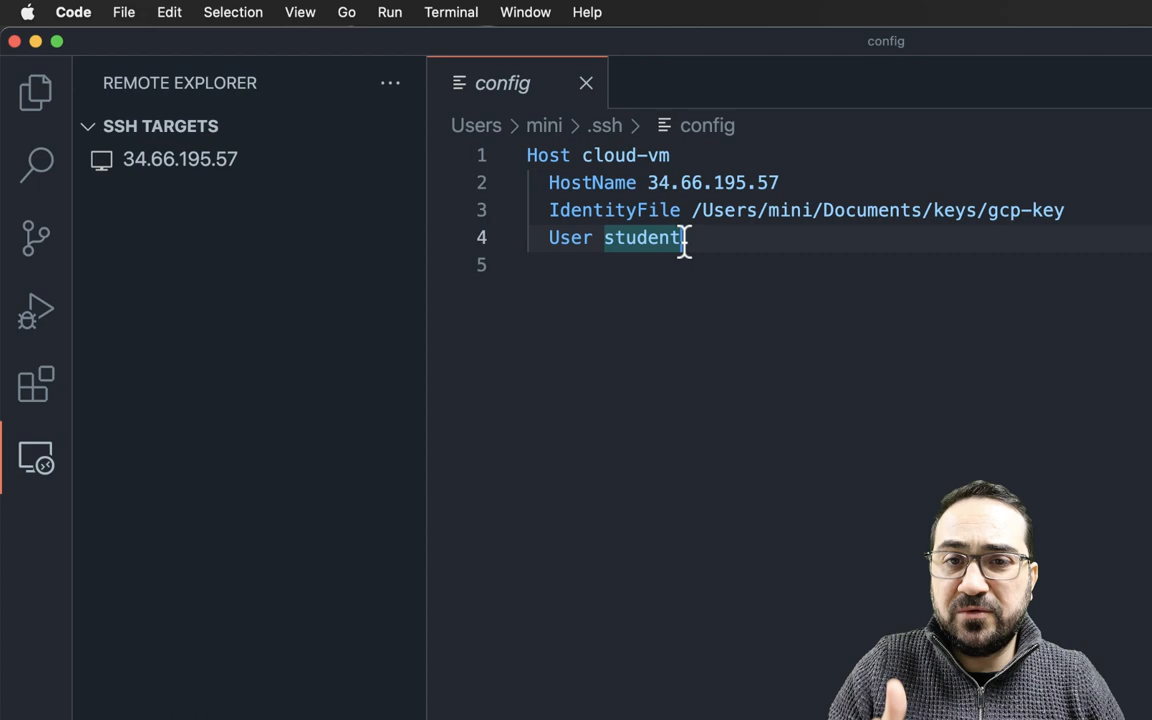 Code File Edit Selection View Go Run Terminal Window Help
config
REMOTE EXPLORER ···
config
SSH TARGETS
Users > mini > .ssh > config
34.66.195.57
1 Host cloud-vm
2 HostName 34.66.195.57
3 IdentityFile /Users/mini/Documents/keys/gcp-key
4 User student
5